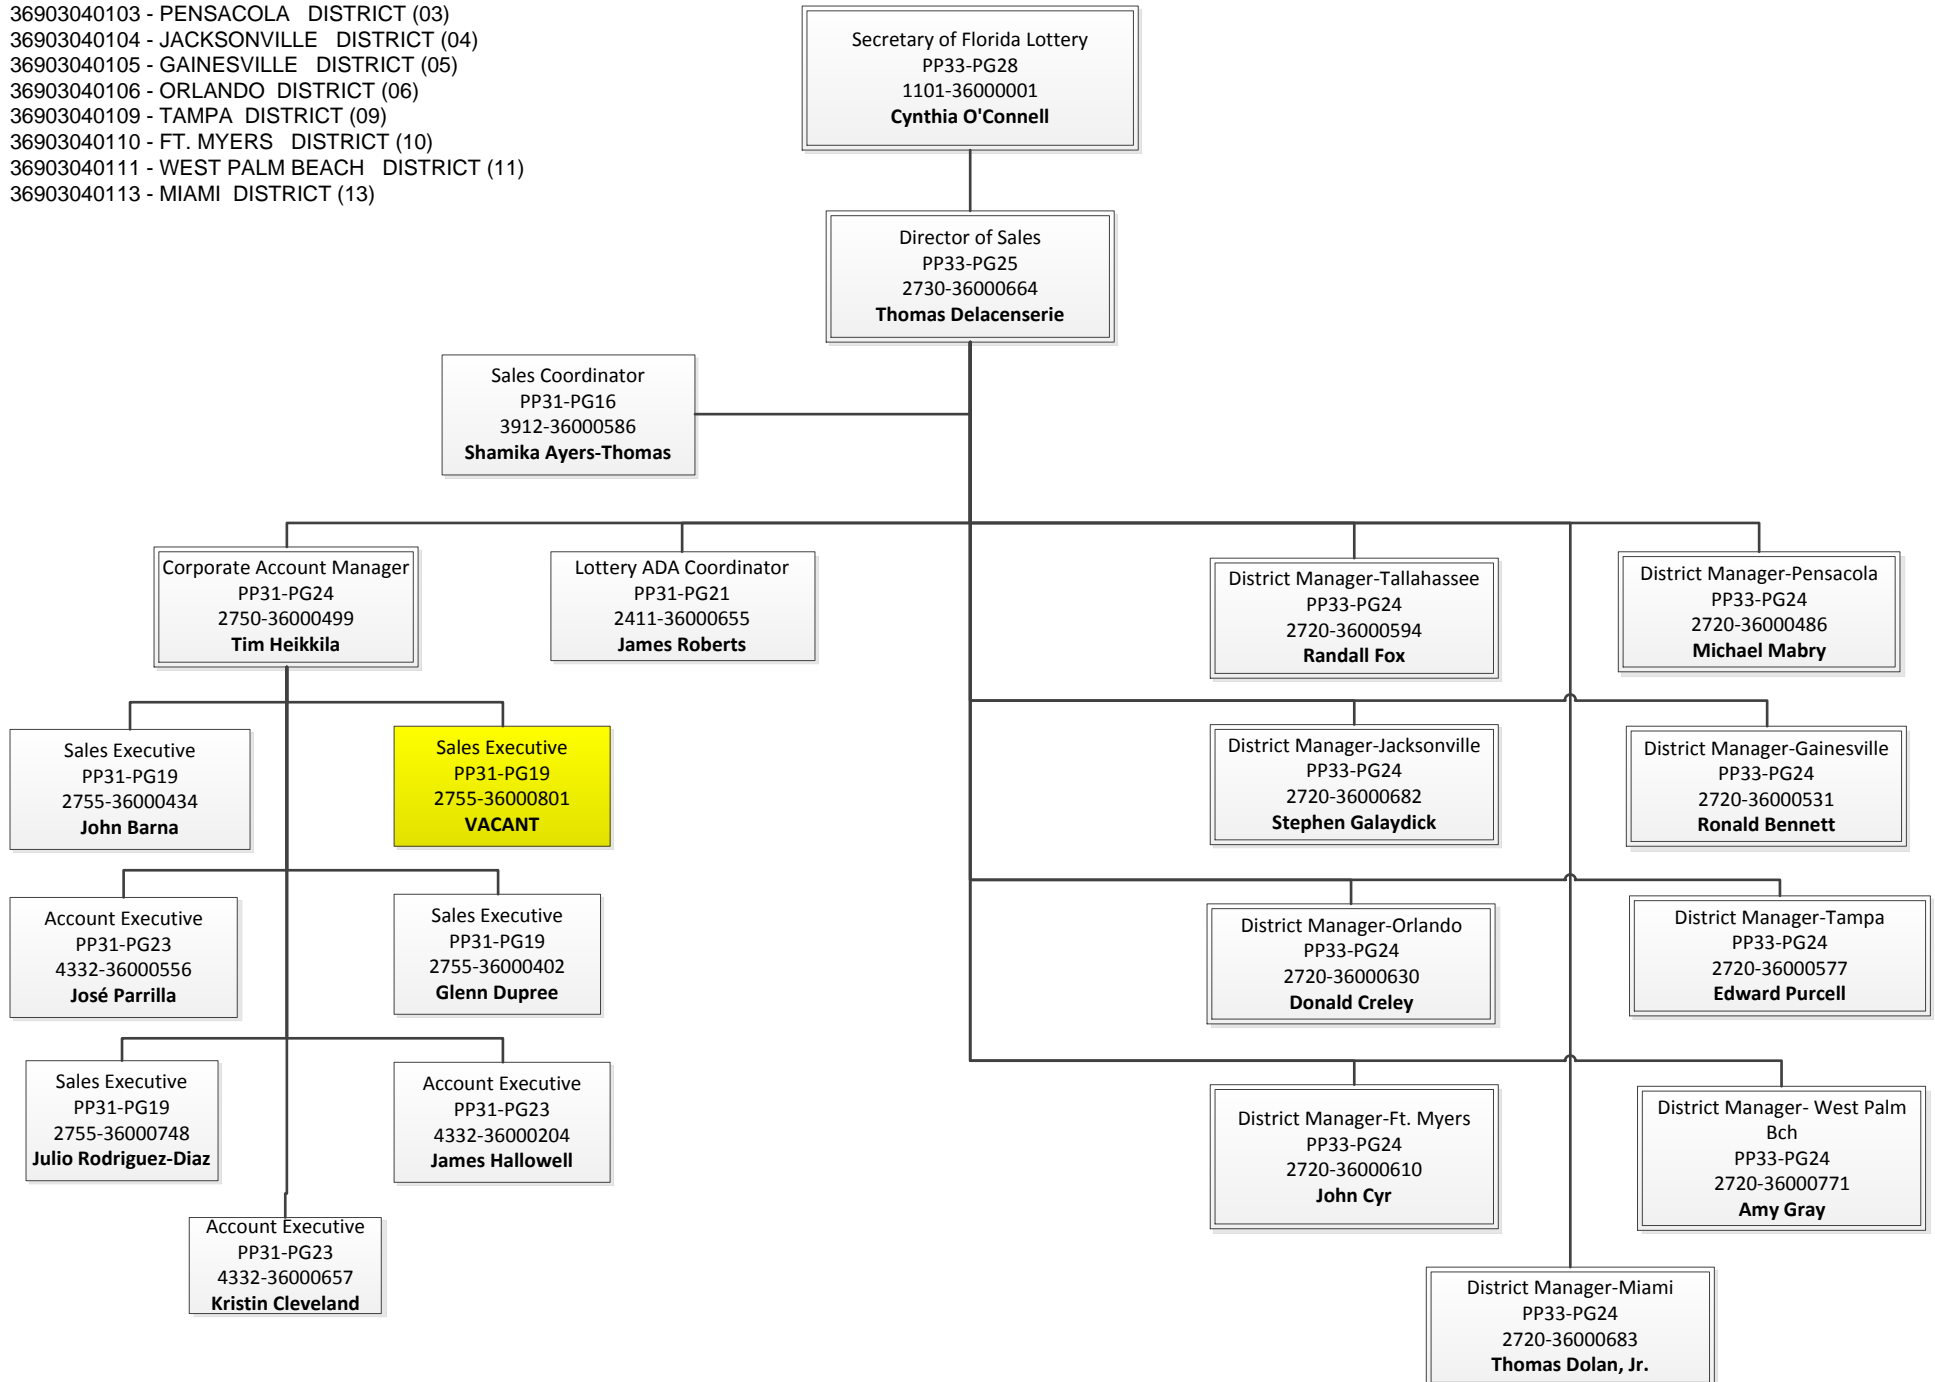 36903040103 - PENSACOLA DISTRICT (03)
36903040104 - JACKSONVILLE DISTRICT (04)
36903040105 - GAINESVILLE DISTRICT (05)
36903040106 - ORLANDO DISTRICT (06)
36903040109 - TAMPA DISTRICT (09)
36903040110 - FT. MYERS DISTRICT (10)
36903040111 - WEST PALM BEACH DISTRICT (11)
36903040113 - MIAMI DISTRICT (13)
Secretary of Florida Lottery
PP33-PG28
1101-36000001
Cynthia O'Connell
Director of Sales
PP33-PG25
2730-36000664
Thomas Delacenserie
Sales Coordinator
PP31-PG16
3912-36000586
Shamika Ayers-Thomas
Corporate Account Manager
PP31-PG24
2750-36000499
Tim Heikkila
Lottery ADA Coordinator
PP31-PG21
2411-36000655
James Roberts
District Manager-Tallahassee
PP33-PG24
2720-36000594
Randall Fox
District Manager-Pensacola
PP33-PG24
2720-36000486
Michael Mabry
Sales Executive
PP31-PG19
2755-36000434
John Barna
Sales Executive
PP31-PG19
2755-36000801
VACANT
District Manager-Jacksonville
PP33-PG24
2720-36000682
Stephen Galaydick
District Manager-Gainesville
PP33-PG24
2720-36000531
Ronald Bennett
Account Executive
PP31-PG23
4332-36000556
José Parrilla
Sales Executive
PP31-PG19
2755-36000402
Glenn Dupree
District Manager-Orlando
PP33-PG24
2720-36000630
Donald Creley
District Manager-Tampa
PP33-PG24
2720-36000577
Edward Purcell
Sales Executive
PP31-PG19
2755-36000748
Julio Rodriguez-Diaz
Account Executive
PP31-PG23
4332-36000204
James Hallowell
District Manager-Ft. Myers
PP33-PG24
2720-36000610
John Cyr
District Manager- West Palm
Bch
PP33-PG24
2720-36000771
Amy Gray
Account Executive
PP31-PG23
4332-36000657
Kristin Cleveland
District Manager-Miami
PP33-PG24
2720-36000683
Thomas Dolan, Jr.